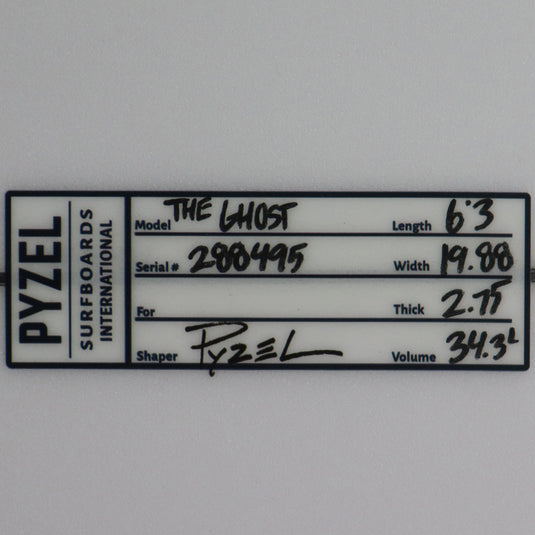 PYZEL
SURFBOARDS
INTERNATIONAL
Model THE GHOST Length 6'3
Serial# 288495 Width 19.88
For Thick 2.75
Shaper PYZEL Volume 34.3L